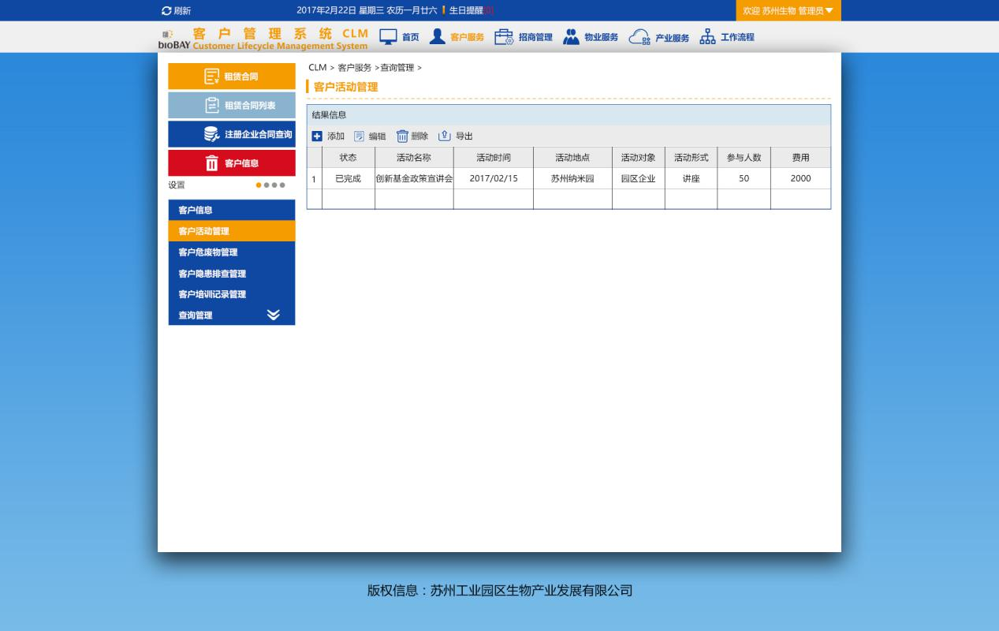 刷新
2017年2月22日 星期三 农历一月廿六
生日提醒[0]
欢迎 苏州生物 管理员
bioBAY
客户管理系统 CLM
Customer Lifecycle Management System
首页
客户服务
招商管理
物业服务
产业服务
工作流程
租赁合同
租赁合同列表
注册企业合同查询
客户信息
设置
客户信息
客户活动管理
客户危废物管理
客户隐患排查管理
客户培训记录管理
查询管理
CLM > 客户服务 >查询管理 >
客户活动管理
结果信息
添加 编辑 删除 导出
状态 活动名称 活动时间 活动地点 活动对象 活动形式 参与人数 费用
1 已完成 创新基金政策宣讲会 2017/02/15 苏州纳米园 园区企业 讲座 50 2000
版权信息：苏州工业园区生物产业发展有限公司